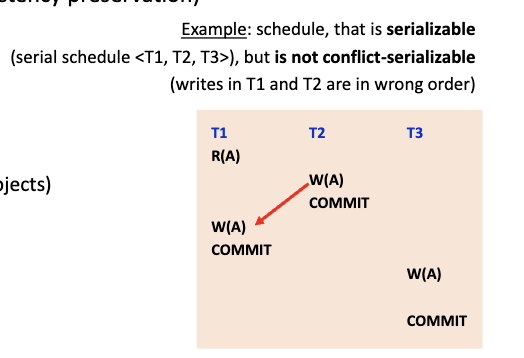 Example: schedule, that is serializable
(serial schedule <T1, T2, T3>), but is not conflict-serializable
(writes in T1 and T2 are in wrong order)
T1 T2 T3
R(A)
jects)
W(A)
COMMIT
W(A)
COMMIT
W(A)
COMMIT